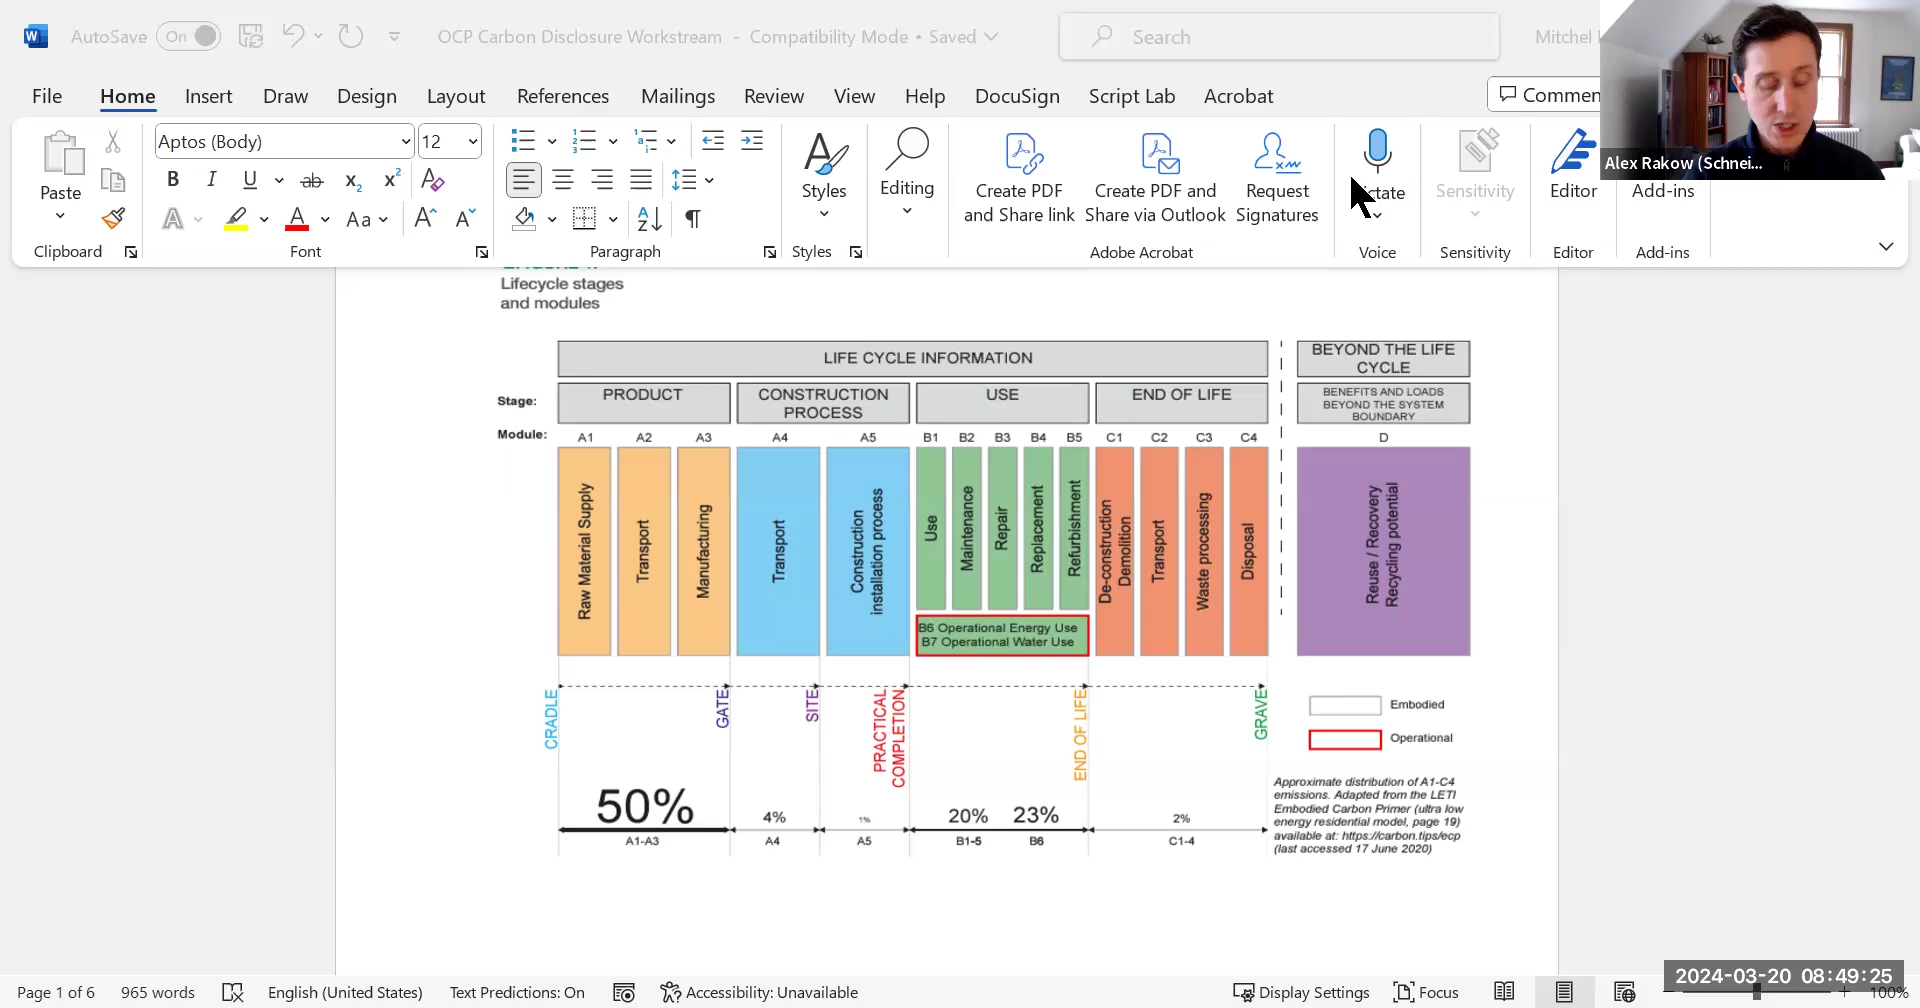 AutoSave
On
OCP Carbon Disclosure Workstream - Compatibility Mode • Saved
Search
Mitchel
File
Home
Insert
Draw
Design
Layout
References
Mailings
Review
View
Help
DocuSign
Script Lab
Acrobat
Commen
Aptos (Body)
12
Paste
Styles
Editing
Create PDF
and Share link
Create PDF and
Share via Outlook
Request
Signatures
Sensitivity
Editor
Add-ins
Alex Rakow (Schnei...
Clipboard
Font
Paragraph
Styles
Adobe Acrobat
Voice
Sensitivity
Editor
Add-ins
Lifecycle stages
and modules
LIFE CYCLE INFORMATION
BEYOND THE LIFE
CYCLE
Stage:
PRODUCT
CONSTRUCTION
PROCESS
USE
END OF LIFE
BENEFITS AND LOADS
BEYOND THE SYSTEM
BOUNDARY
Module:
A1
A2
A3
A4
A5
B1
B2
B3
B4
B5
C1
C2
C3
C4
D
Raw Material Supply
Transport
Manufacturing
Transport
Construction
installation process
Use
Maintenance
Repair
Replacement
Refurbishment
De-construction
Demolition
Transport
Waste processing
Disposal
Reuse / Recovery
Recycling potential
B6 Operational Energy Use
B7 Operational Water Use
CRADLE
GATE
SITE
PRACTICAL
COMPLETION
END OF LIFE
GRAVE
Embodied
Operational
50%
4%
1%
20%
23%
2%
A1-A3
A4
A5
B1-5
B6
C1-4
Approximate distribution of A1-C4
emissions. Adapted from the LETI
Embodied Carbon Primer (ultra low
energy residential model, page 19)
available at: https://carbon.tips/ecp
(last accessed 17 June 2020)
Page 1 of 6
965 words
English (United States)
Text Predictions: On
Accessibility: Unavailable
Display Settings
Focus
2024-03-20 08:49:25
100%